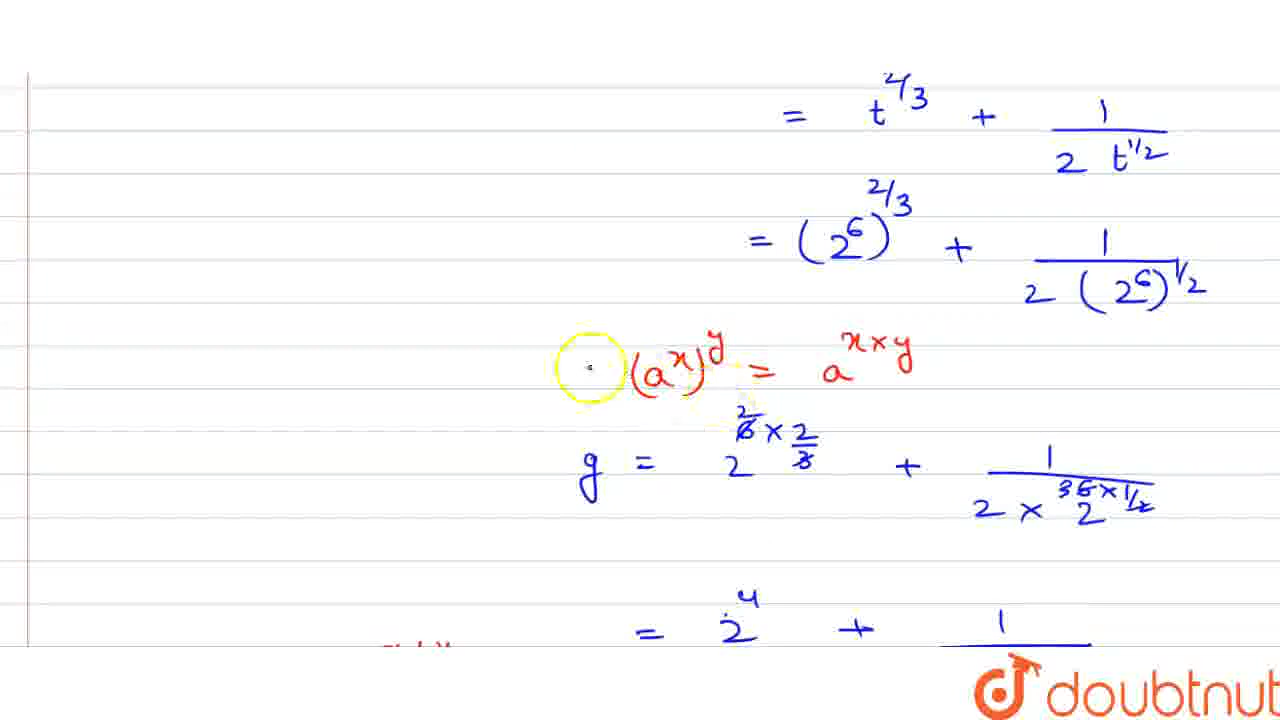 = t^2/3 + 1/(2 t^1/2)
= (2^6)^2/3 + 1/(2 (2^6)^1/2)
(a^x)^y = a^x×y
g = 2^6×2/3 + 1/(2 × 2^6×1/2)
= 2^4 + 1
doubtnut